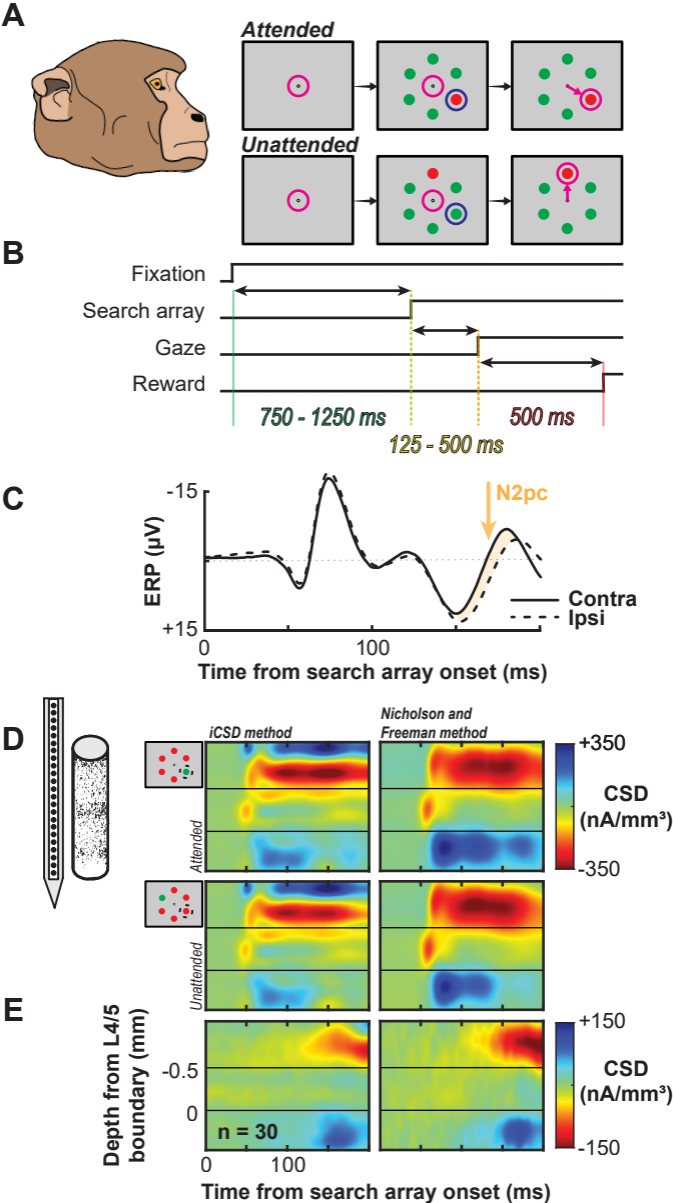 A
Attended
Unattended
B
Fixation
Search array
Gaze
Reward
750 - 1250 ms
500 ms
125 - 500 ms
C
-15
ERP (µV)
+15
N2pc
Contra
Ipsi
0
100
Time from search array onset (ms)
D
iCSD method
Nicholson and
Freeman method
Attended
Unattended
+350
CSD
(nA/mm³)
-350
E
Depth from L4/5
boundary (mm)
-0.5
0
n = 30
+150
CSD
(nA/mm³)
-150
0
100
Time from search array onset (ms)